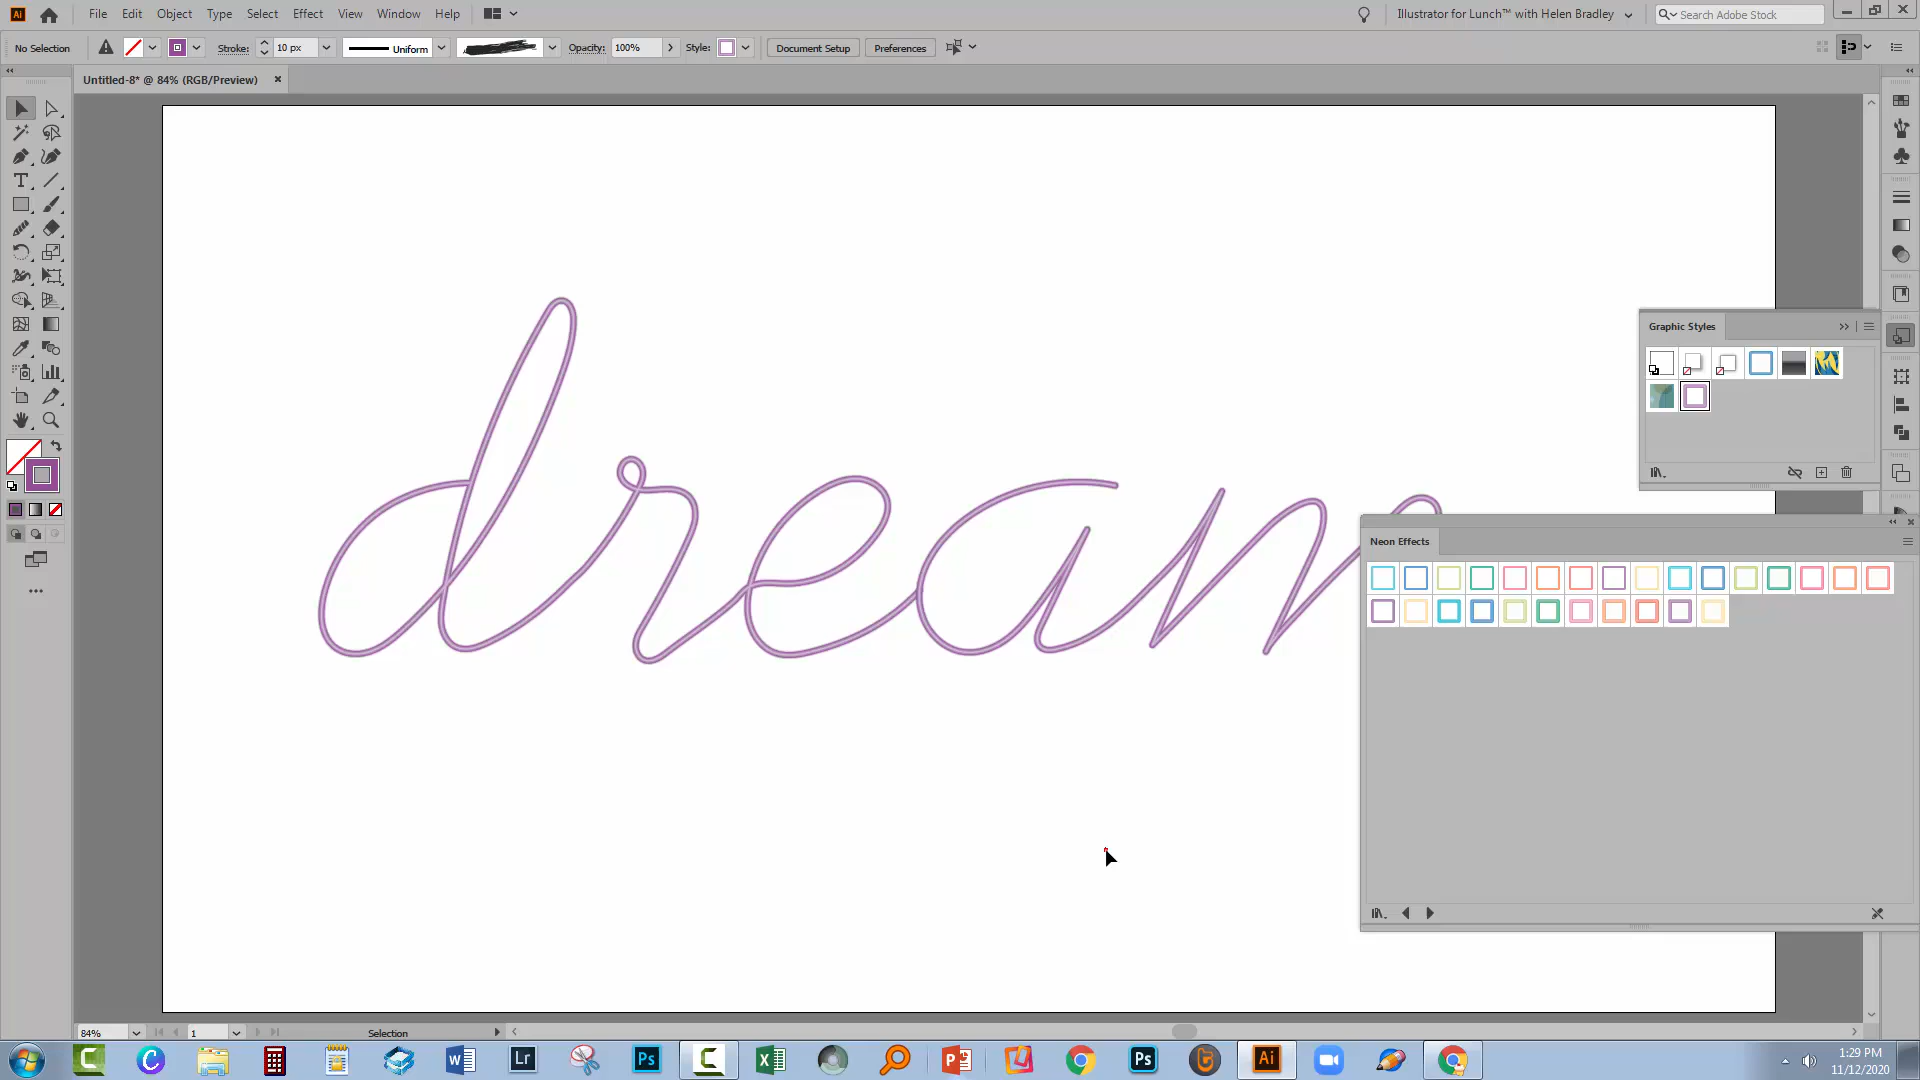 File Edit Object Type Select Effect View Window Help
Illustrator for Lunch™ with Helen Bradley
Search Adobe Stock
No Selection
Stroke:
10 px
Uniform
Opacity:
100%
Style:
Document Setup
Preferences
Untitled-8* @ 84% (RGB/Preview)
Graphic Styles
dream
Neon Effects
84%
1
Selection
1:29 PM
11/12/2020